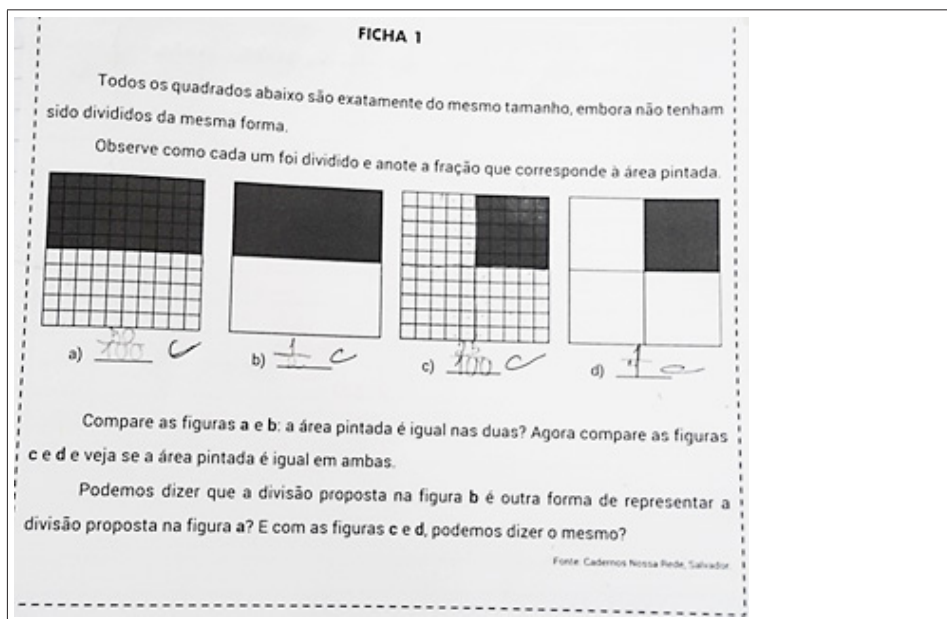 FICHA 1
Todos os quadrados abaixo são exatamente do mesmo tamanho, embora não tenham
sido divididos da mesma forma.
Observe como cada um foi dividido e anote a fração que corresponde à área pintada.
a) 50/100 b) 1 c) 25/100 d) 1
Compare as figuras a e b: a área pintada é igual nas duas? Agora compare as figuras
c e d e veja se a área pintada é igual em ambas.
Podemos dizer que a divisão proposta na figura b é outra forma de representar a
divisão proposta na figura a? E com as figuras c e d, podemos dizer o mesmo?
Fonte: Cadernos Nossa Rede, Salvador.